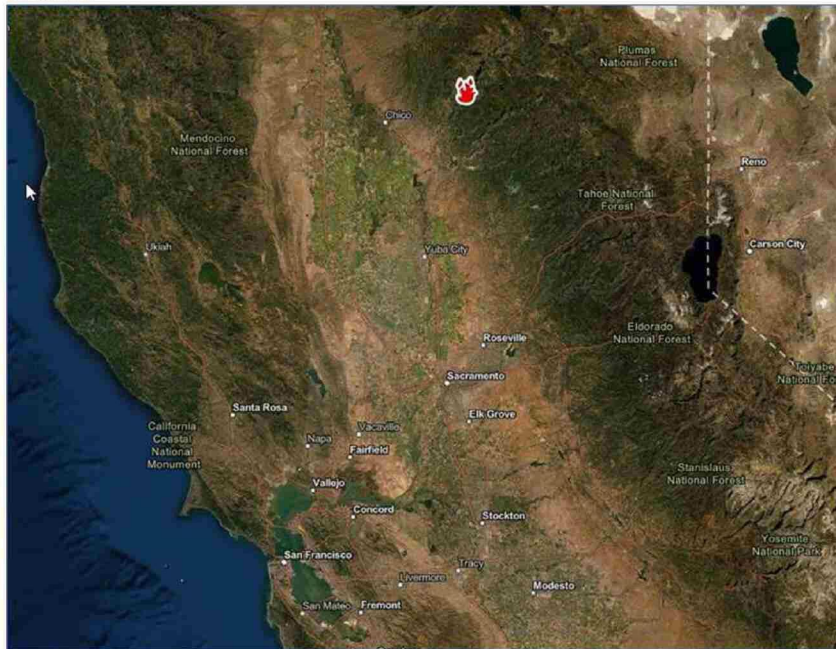 Plumas
National Forest
Chico
Mendocino
National Forest
Reno
Tahoe National
Forest
Ukiah
Yuba City
Carson City
Eldorado
National Forest
Roseville
Sacramento
Toiyabe
National Fo
Santa Rosa
Elk Grove
California
Coastal
National
Monument
Napa
Vacaville
Fairfield
Stanislaus
National Forest
Vallejo
Concord
Stockton
Yosemite
National Park
San Francisco
Tracy
Livermore
Modesto
San Mateo
Fremont